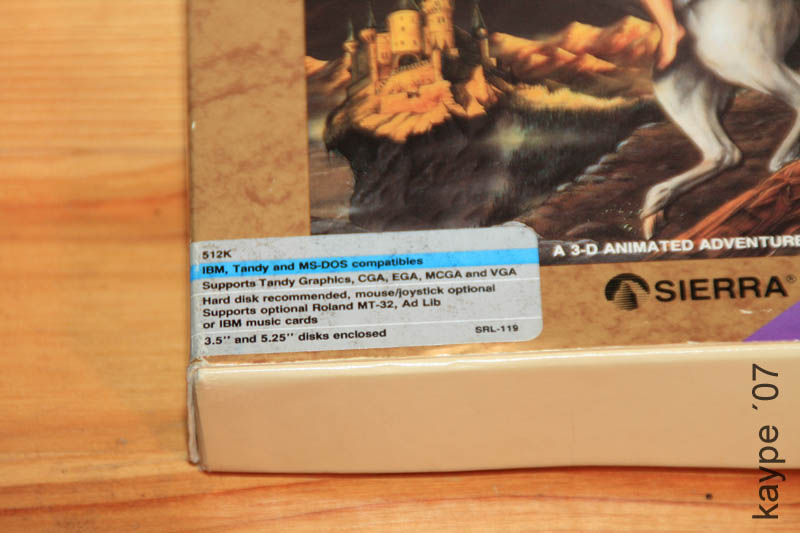 512K
IBM, Tandy and MS-DOS compatibles
Supports Tandy Graphics, CGA, EGA, MCGA and VGA
Hard disk recommended, mouse/joystick optional
Supports optional Roland MT-32, Ad Lib
or IBM music cards
3.5" and 5.25" disks enclosed
SRL-119
A 3-D ANIMATED ADVENTURE
SIERRA®
kaype ´07